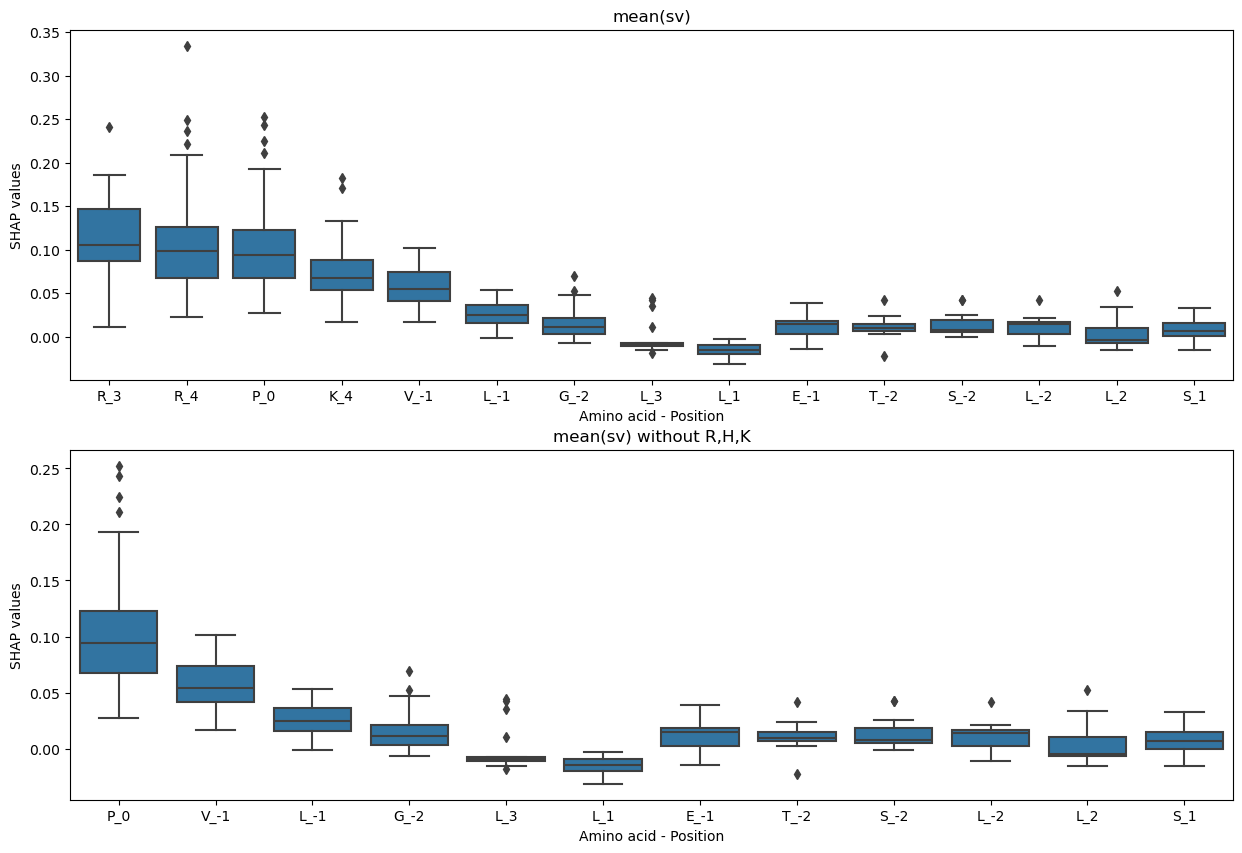 mean(sv)
0.35
0.30
0.25
0.20
0.15
0.10
0.05
0.00
SHAP values
R_3 R_4 P_0 K_4 V_-1 L_-1 G_-2 L_3 L_1 E_-1 T_-2 S_-2 L_-2 L_2 S_1
Amino acid - Position
mean(sv) without R,H,K
0.25
0.20
0.15
0.10
0.05
0.00
SHAP values
P_0 V_-1 L_-1 G_-2 L_3 L_1 E_-1 T_-2 S_-2 L_-2 L_2 S_1
Amino acid - Position